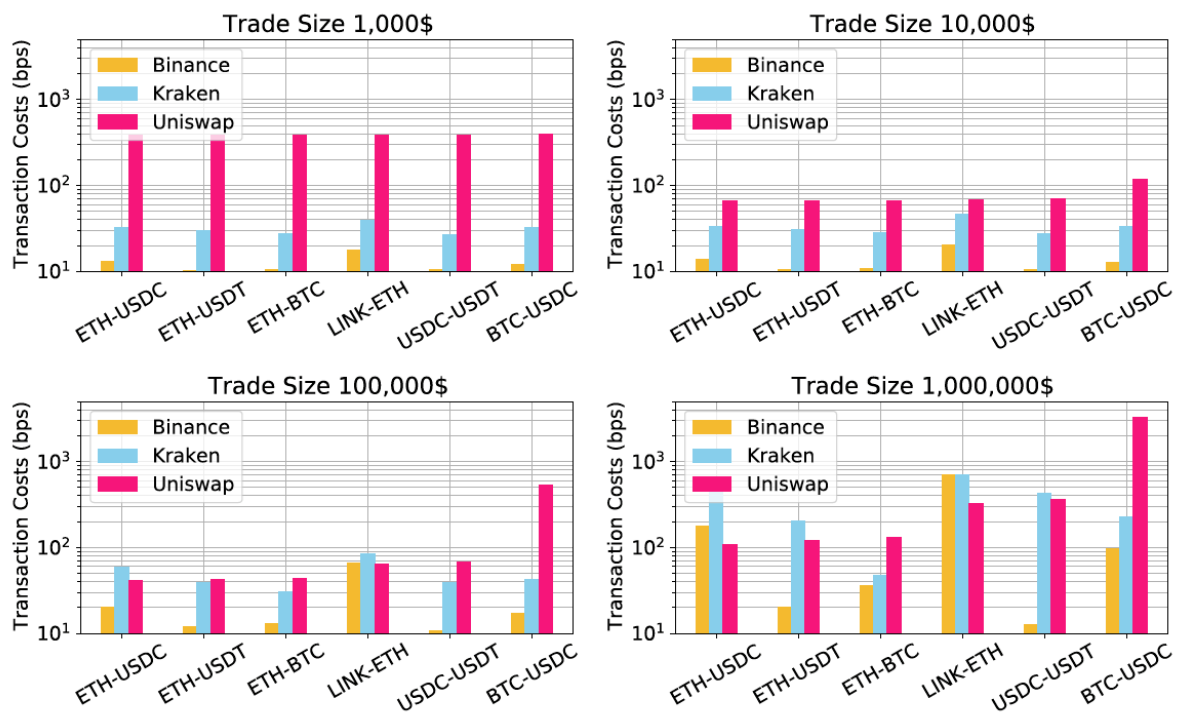 Trade Size 1,000$
Transaction Costs (bps)
10³
10²
10¹
Binance
Kraken
Uniswap
ETH-USDC
ETH-USDT
ETH-BTC
LINK-ETH
USDC-USDT
BTC-USDC
Trade Size 10,000$
Transaction Costs (bps)
10³
10²
10¹
Binance
Kraken
Uniswap
ETH-USDC
ETH-USDT
ETH-BTC
LINK-ETH
USDC-USDT
BTC-USDC
Trade Size 100,000$
Transaction Costs (bps)
10³
10²
10¹
Binance
Kraken
Uniswap
ETH-USDC
ETH-USDT
ETH-BTC
LINK-ETH
USDC-USDT
BTC-USDC
Trade Size 1,000,000$
Transaction Costs (bps)
10³
10²
10¹
Binance
Kraken
Uniswap
ETH-USDC
ETH-USDT
ETH-BTC
LINK-ETH
USDC-USDT
BTC-USDC